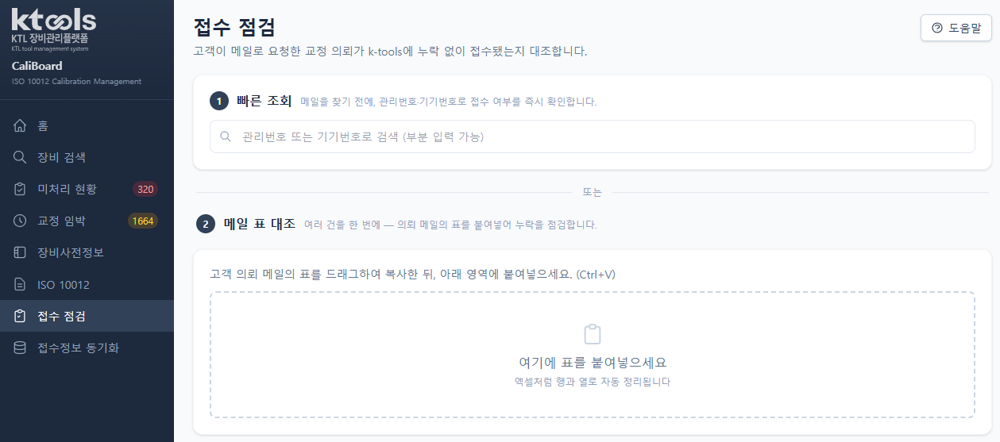 ktools
KTL 장비관리플랫폼
KTL tool management system
CaliBoard
ISO 10012 Calibration Management
홈
장비 검색
미처리 현황 320
교정 임박 1664
장비사전정보
ISO 10012
접수 점검
접수정보 동기화
접수 점검
도움말
고객이 메일로 요청한 교정 의뢰가 k-tools에 누락 없이 접수됐는지 대조합니다.
1 빠른 조회 메일을 찾기 전에, 관리번호·기기번호로 접수 여부를 즉시 확인합니다.
관리번호 또는 기기번호로 검색 (부분 입력 가능)
또는
2 메일 표 대조 여러 건을 한 번에 — 의뢰 메일의 표를 붙여넣어 누락을 점검합니다.
고객 의뢰 메일의 표를 드래그하여 복사한 뒤, 아래 영역에 붙여넣으세요. (Ctrl+V)
여기에 표를 붙여넣으세요
엑셀처럼 행과 열로 자동 정리됩니다